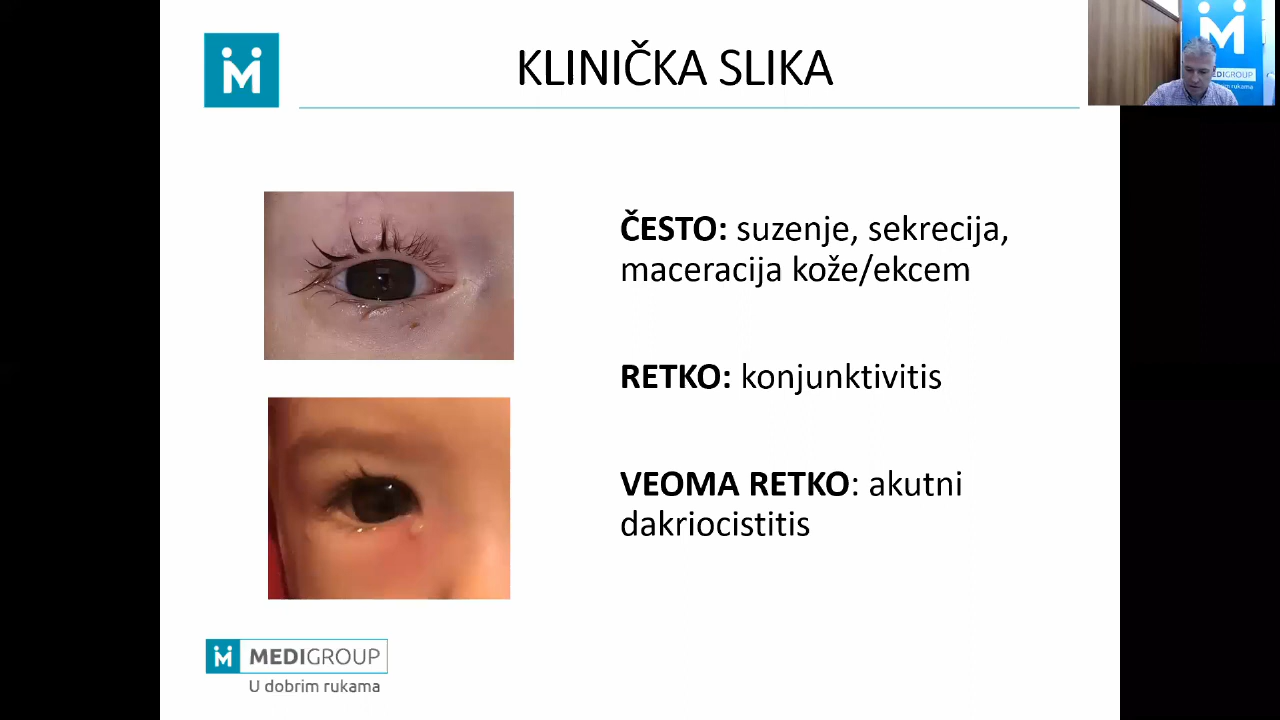 KLINIČKA SLIKA
ČESTO: suzenje, sekrecija,
maceracija kože/ekcem
RETKO: konjunktivitis
VEOMA RETKO: akutni
dakriocistitis
MEDIGROUP
U dobrim rukama